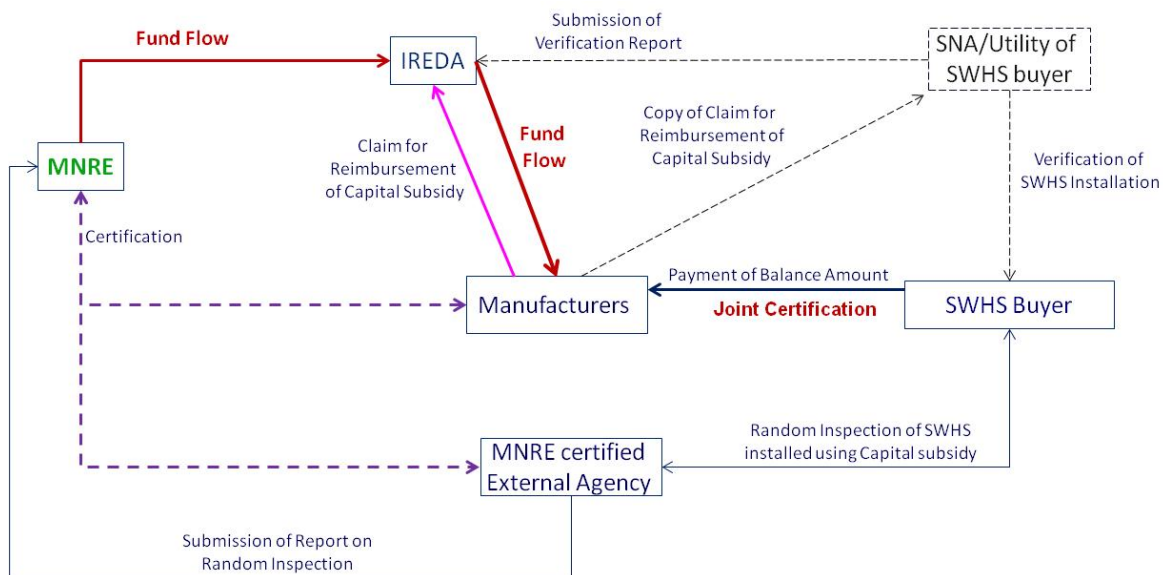 Fund Flow
IREDA
Submission of
Verification Report
SNA/Utility of
SWHS buyer
MNRE
Claim for
Reimbursement
of Capital Subsidy
Fund
Flow
Copy of Claim for
Reimbursement of
Capital Subsidy
Verification of
SWHS Installation
Certification
Manufacturers
Payment of Balance Amount
Joint Certification
SWHS Buyer
MNRE certified
External Agency
Random Inspection of SWHS
installed using Capital subsidy
Submission of Report on
Random Inspection